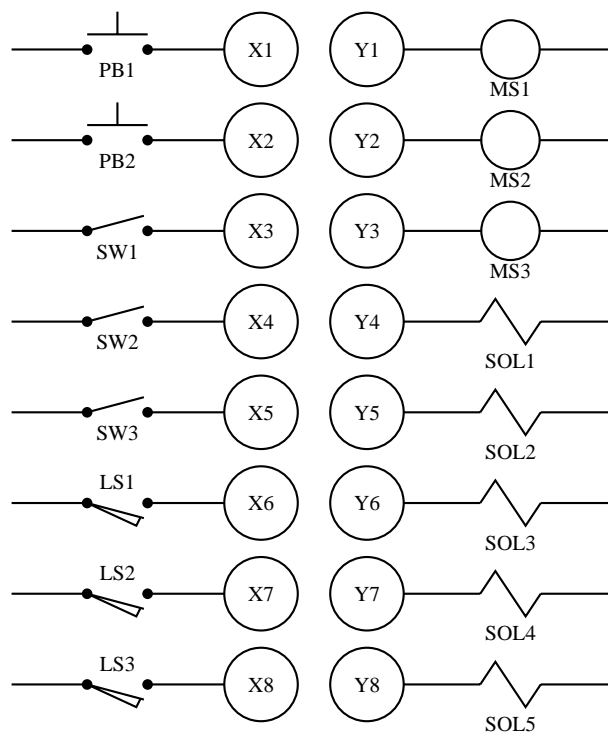 X1 Y1
PB1 MS1
X2 Y2
PB2 MS2
X3 Y3
SW1 MS3
X4 Y4
SW2 SOL1
X5 Y5
SW3 SOL2
LS1 X6 Y6
SOL3
LS2 X7 Y7
SOL4
LS3 X8 Y8
SOL5